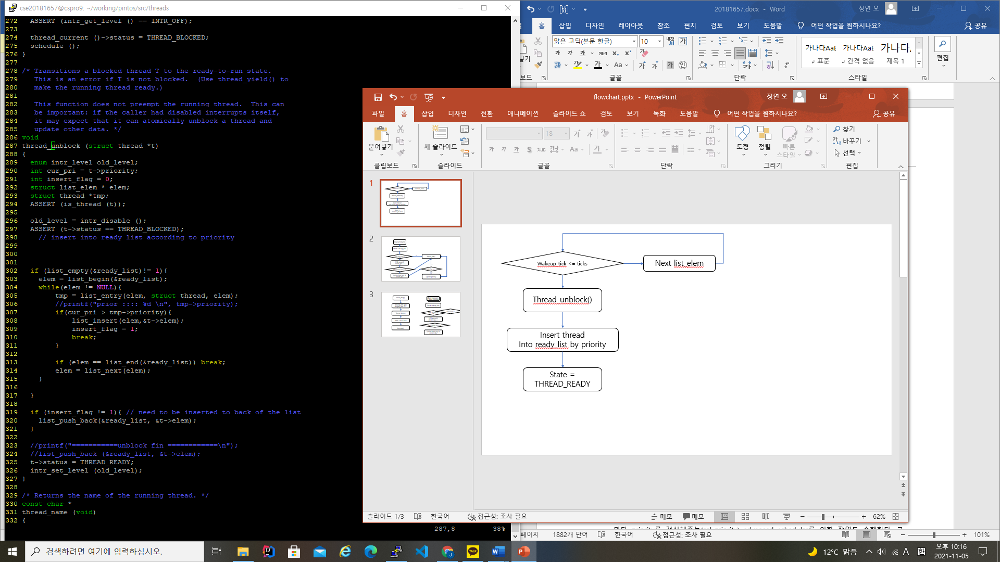 cse20181657@cspro9: ~/working/pintos/src/threads
272   ASSERT (intr_get_level () == INTR_OFF);
273
274   thread_current ()->status = THREAD_BLOCKED;
275   schedule ();
276 }
277
278 /* Transitions a blocked thread T to the ready-to-run state.
279    This is an error if T is not blocked.  (Use thread_yield() to
280    make the running thread ready.)
281
282    This function does not preempt the running thread.  This can
283    be important: if the caller had disabled interrupts itself,
284    it may expect that it can atomically unblock a thread and
285    update other data. */
286 void
287 thread_unblock (struct thread *t)
288 {
289   enum intr_level old_level;
290   int cur_pri = t->priority;
291   int insert_flag = 0;
292   struct list_elem * elem;
293   struct thread *tmp;
294   ASSERT (is_thread (t));
295
296   old_level = intr_disable ();
297   ASSERT (t->status == THREAD_BLOCKED);
298     // insert into ready list according to priority
299
300
301
302   if (list_empty(&ready_list)!= 1){
303     elem = list_begin(&ready_list);
304     while(elem != NULL){
305         tmp = list_entry(elem, struct thread, elem);
306         //printf("prior :::: %d \n", tmp->priority);
307         if(cur_pri > tmp->priority){
308             list_insert(elem,&t->elem);
309             insert_flag = 1;
310             break;
311         }
312
313         if (elem == list_end(&ready_list)) break;
314         elem = list_next(elem);
315     }
316
317   }
318
319   if (insert_flag != 1){ // need to be inserted to back of the list
320     list_push_back(&ready_list, &t->elem);
321   }
322
323   //printf("===========unblock fin ============\n");
324   //list_push_back (&ready_list, &t->elem);
325   t->status = THREAD_READY;
326   intr_set_level (old_level);
327 }
328
329 /* Returns the name of the running thread. */
330 const char *
331 thread_name (void)
332 {
287,8 38%
20181657.docx - Word
정연 오
홈 삽입 디자인 레이아웃 참조 편지 검토 보기 도움말 어떤 작업을 원하시나요? 공유
맑은 고딕(본문 한글) 10
가나다AaB 가나다AaB 가나다
표준 간격 없음 제목 1
편집
보드 글꼴 단락 스타일
flowchart.pptx - PowerPoint
정연 오
파일 홈 삽입 디자인 전환 애니메이션 슬라이드 쇼 검토 보기 녹화 도움말 어떤 작업을 원하시나요? 공유
붙여넣기 새 슬라이드 18 도형 정렬 빠른 스타일 찾기 바꾸기 선택
클립보드 슬라이드 글꼴 단락 그리기 편집
1
2
3
Wakeup_tick <= ticks
Next list_elem
Thread_unblock()
Insert thread
Into ready_list by priority
State =
THREAD_READY
슬라이드 1/3 한국어 접근성: 조사 필요 메모 메모 62%
페이지 1882개 단어 한국어 접근성: 조사 필요 101%
검색하려면 여기에 입력하십시오.
12°C 맑음 A 한 오후 10:16
2021-11-05